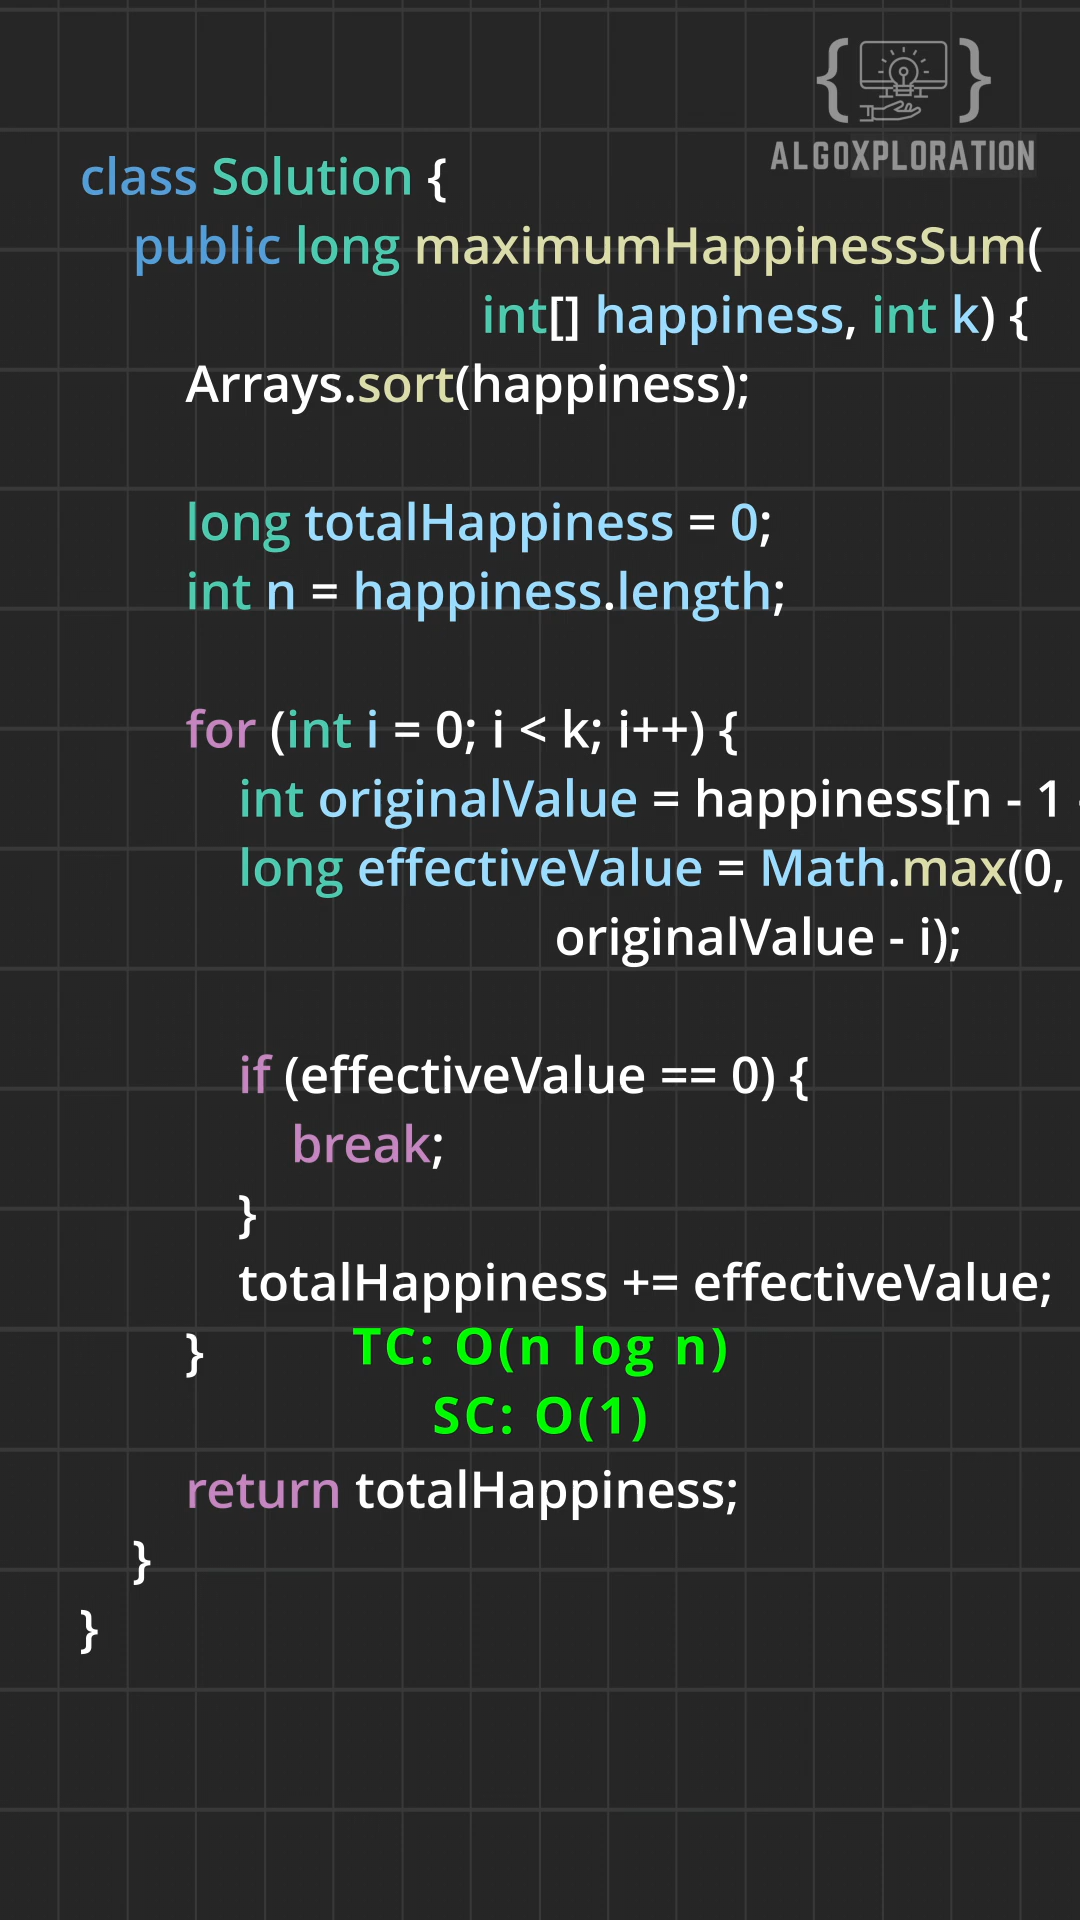 ALGOXPLORATION
class Solution {
public long maximumHappinessSum(
int[] happiness, int k) {
Arrays.sort(happiness);
long totalHappiness = 0;
int n = happiness.length;
for (int i = 0; i < k; i++) {
int originalValue = happiness[n - 1 -
long effectiveValue = Math.max(0,
originalValue - i);
if (effectiveValue == 0) {
break;
}
totalHappiness += effectiveValue;
}
TC: O(n log n)
SC: O(1)
return totalHappiness;
}
}